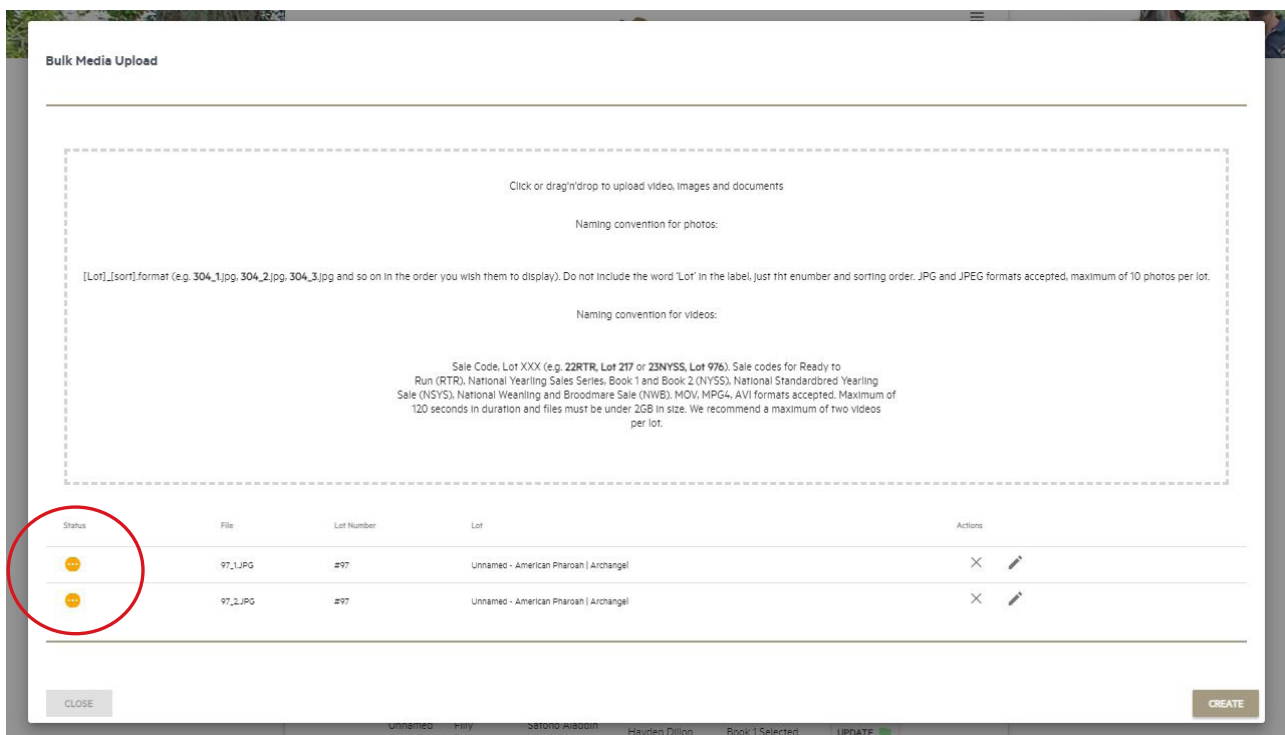 Bulk Media Upload
Click or drag'n'drop to upload video, images and documents
Naming convention for photos:
[Lot]_[sort].format (e.g. 304_1.jpg, 304_2.jpg, 304_3.jpg and so on in the order you wish them to display). Do not include the word 'Lot' in the label, just tht enumber and sorting order. JPG and JPEG formats accepted, maximum of 10 photos per lot.
Naming convention for videos:
Sale Code, Lot XXX (e.g. 22RTR, Lot 217 or 23NYSS, Lot 976). Sale codes for Ready to
Run (RTR), National Yearling Sales Series, Book 1 and Book 2 (NYSS), National Standardbred Yearling
Sale (NSYS), National Weanling and Broodmare Sale (NWB). MOV, MPG4, AVI formats accepted. Maximum of
120 seconds in duration and files must be under 2GB in size. We recommend a maximum of two videos
per lot.
Status File Lot Number Lot Actions
97_1.JPG #97 Unnamed - American Pharoah | Archangel
97_2.JPG #97 Unnamed - American Pharoah | Archangel
CLOSE CREATE
Unnamed Filly Satono Aladdin Hayden Dillon Book 1 Selected UPDATE